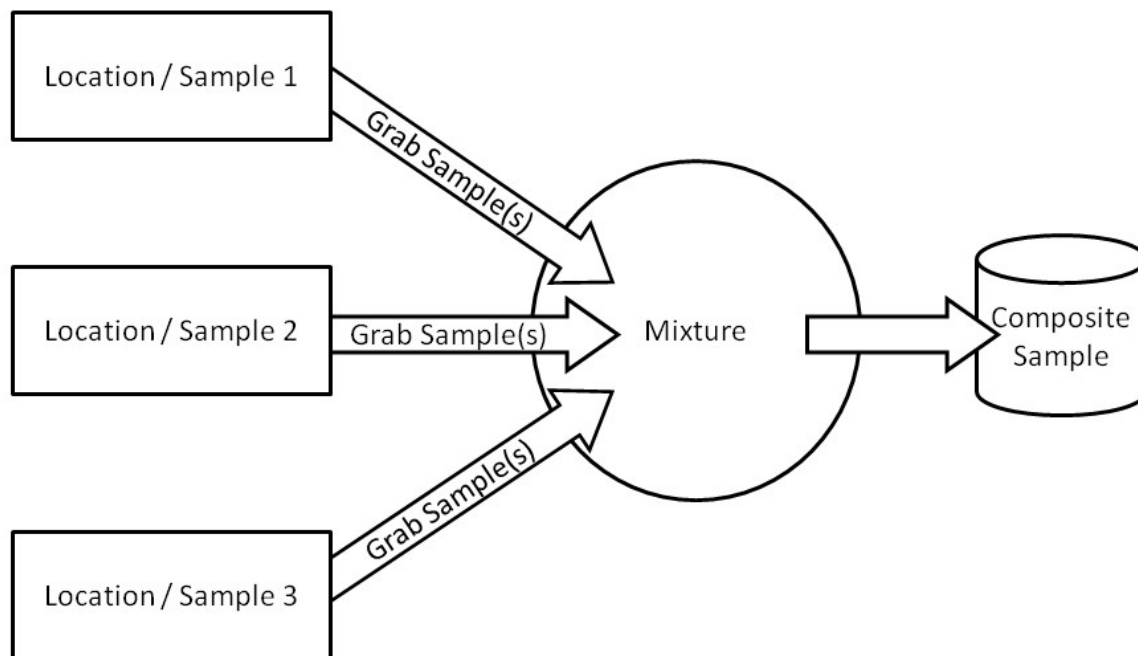 Location / Sample 1
Grab Sample(s)
Location / Sample 2
Grab Sample(s)
Mixture
Composite
Sample
Grab Sample(s)
Location / Sample 3